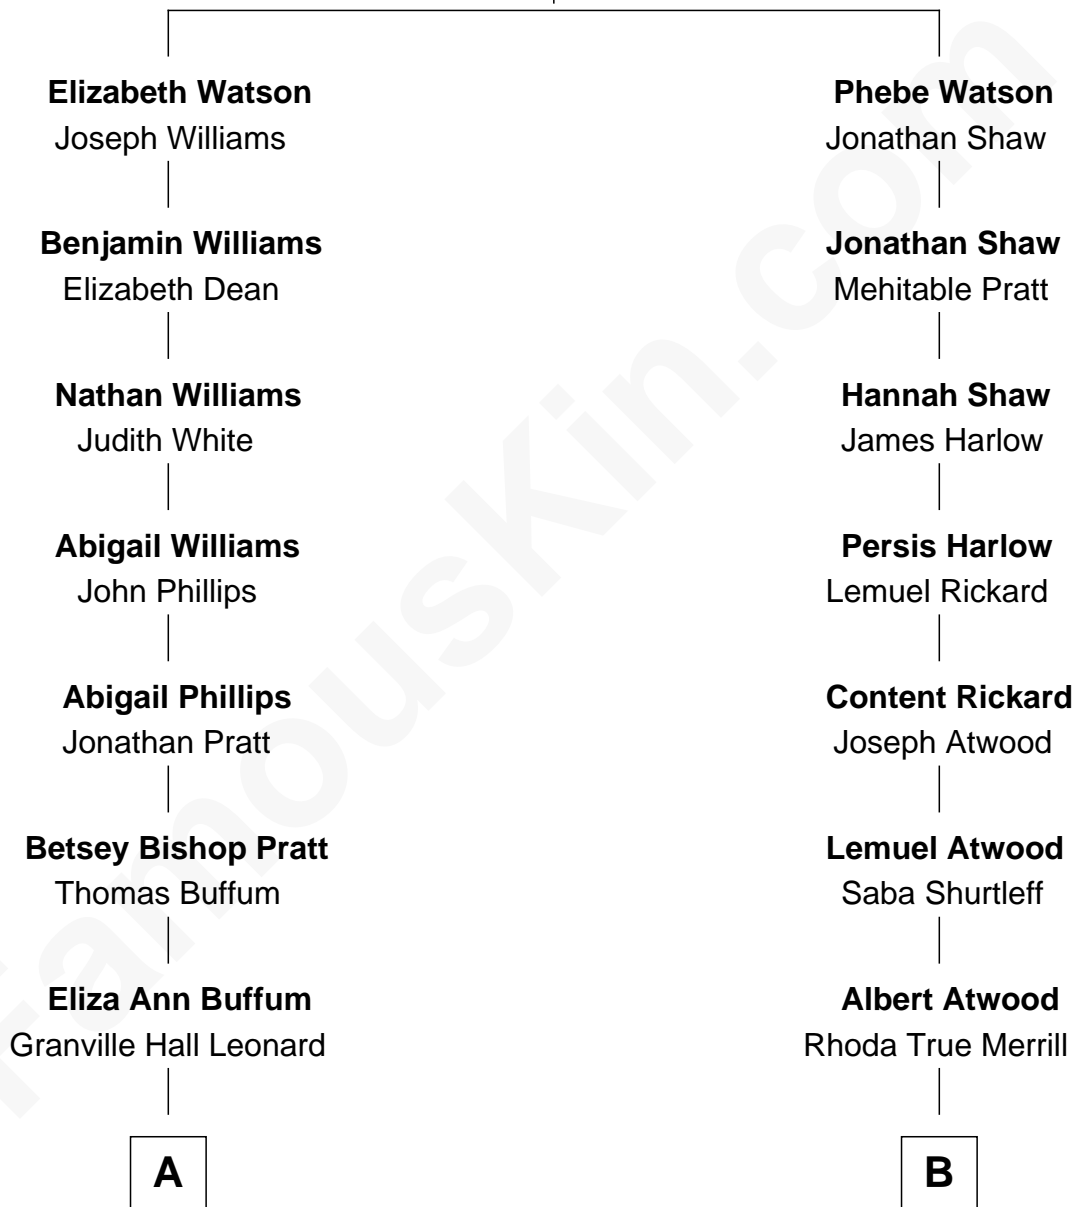 Elizabeth Watson
Joseph Williams
Benjamin Williams
Elizabeth Dean
Nathan Williams
Judith White
Abigail Williams
John Phillips
Abigail Phillips
Jonathan Pratt
Betsey Bishop Pratt
Thomas Buffum
Eliza Ann Buffum
Granville Hall Leonard
A
Phebe Watson
Jonathan Shaw
Jonathan Shaw
Mehitable Pratt
Hannah Shaw
James Harlow
Persis Harlow
Lemuel Rickard
Content Rickard
Joseph Atwood
Lemuel Atwood
Saba Shurtleff
Albert Atwood
Rhoda True Merrill
B
FamousKin.com